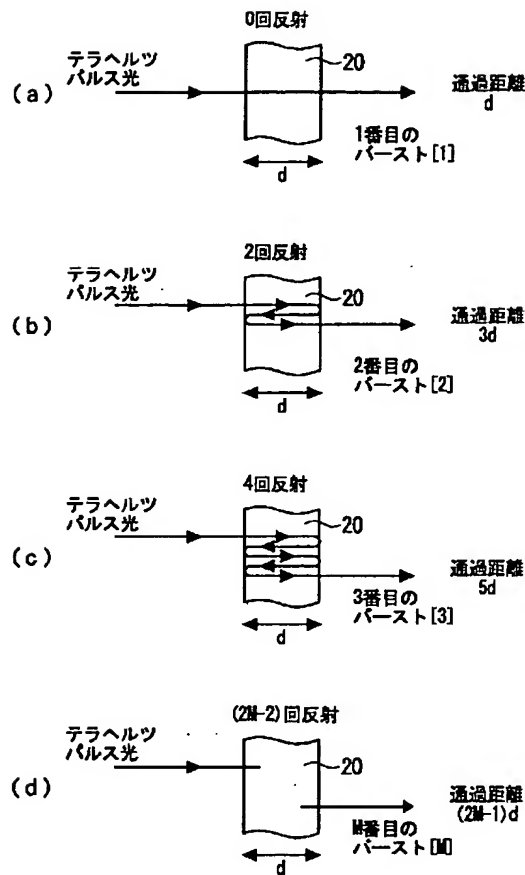 0回反射
テラヘルツ
パルス光
20
(a)
通過距離
d
1番目の
バースト[1]
d
2回反射
テラヘルツ
パルス光
20
(b)
通過距離
3d
2番目の
バースト[2]
d
4回反射
テラヘルツ
パルス光
20
(c)
通過距離
5d
3番目の
バースト[3]
d
(2M-2)回反射
テラヘルツ
パルス光
20
(d)
通過距離
(2M-1)d
M番目の
バースト[M]
d